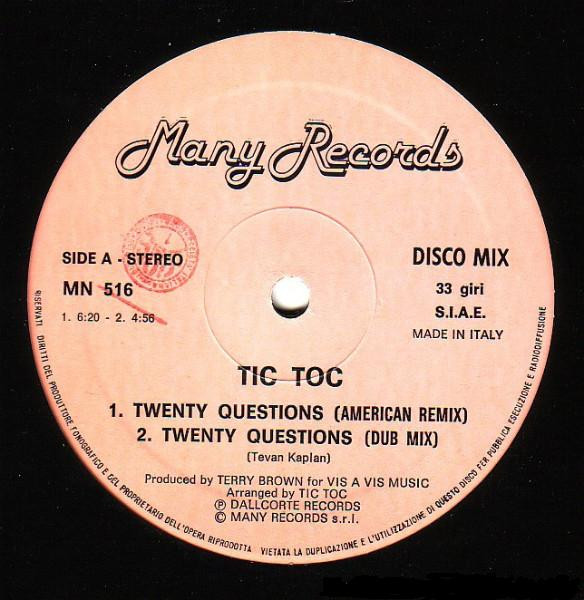 Many Records
SIDE A - STEREO
MN 516
1. 6:20 - 2. 4:56
DISCO MIX
33 giri
S.I.A.E.
MADE IN ITALY
TIC TOC
1. TWENTY QUESTIONS (AMERICAN REMIX)
2. TWENTY QUESTIONS (DUB MIX)
(Tevan Kaplan)
Produced by TERRY BROWN for VIS A VIS MUSIC
Arranged by TIC TOC
Ⓟ DALLCORTE RECORDS
© MANY RECORDS s.r.l.
RISERVATI DIRITTI DEL PRODUTTORE FONOGRAFICO E DEL PROPRIETARIO DELL'OPERA RIPRODOTTA VIETATA LA DUPLICAZIONE E L'UTILIZZAZIONE DI QUESTO DISCO PER PUBBLICA ESECUZIONE E RADIODIFFUSIONE